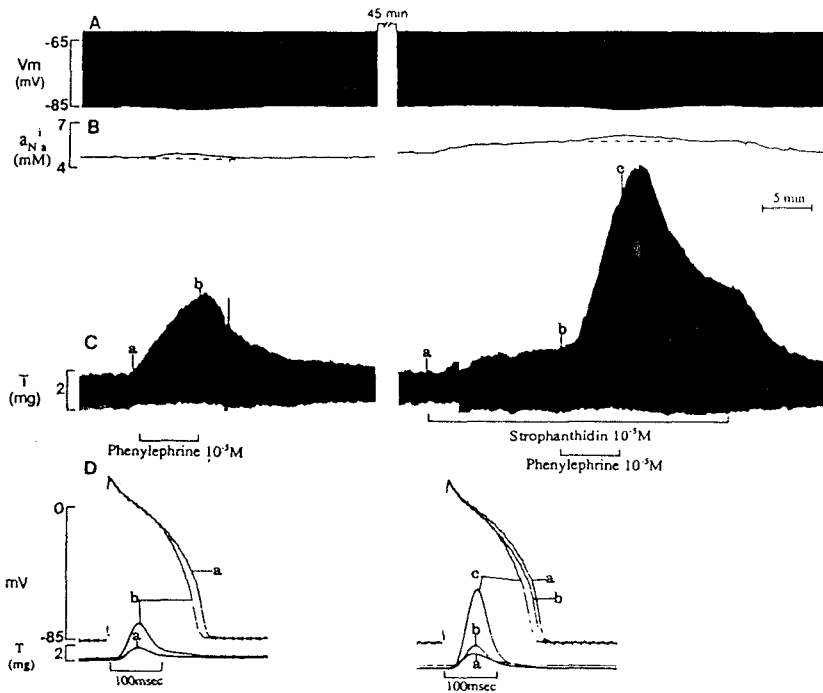 45 min
A
-65
Vm
(mV)
-85
B
7
a i Na
(mM)
4
c
5 min
b
b
C
a
a
T
2
(mg)
Phenylephrine 10⁻⁵M
Strophanthidin 10⁻⁵M
Phenylephrine 10⁻⁵M
D
0
mV
-85
a
b
a
c
a
b
b
a
T
2
(mg)
100msec
100msec